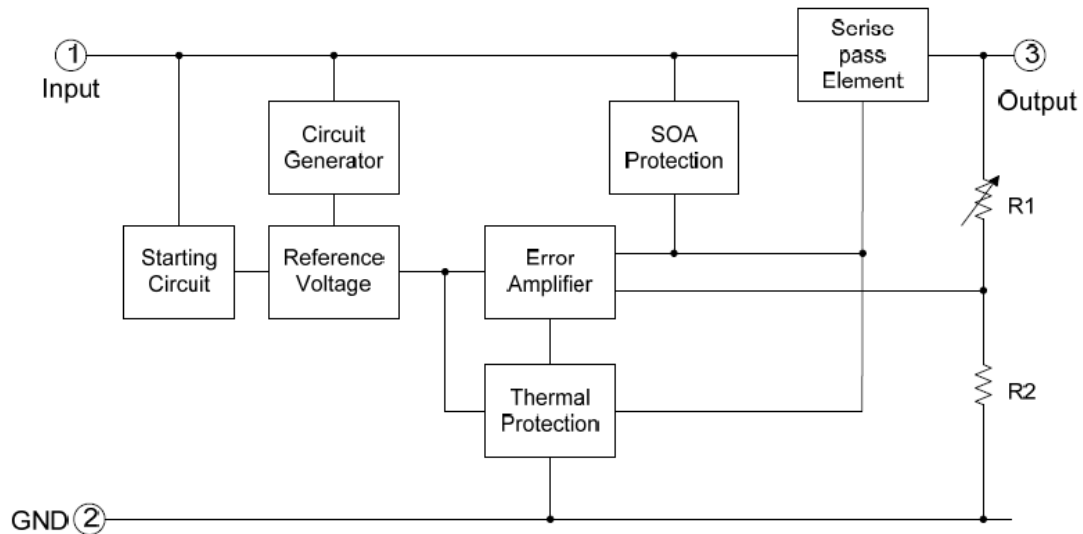 Serise
pass
Element
1
Input
3
Output
Circuit
Generator
SOA
Protection
R1
Starting
Circuit
Reference
Voltage
Error
Amplifier
Thermal
Protection
R2
GND 2